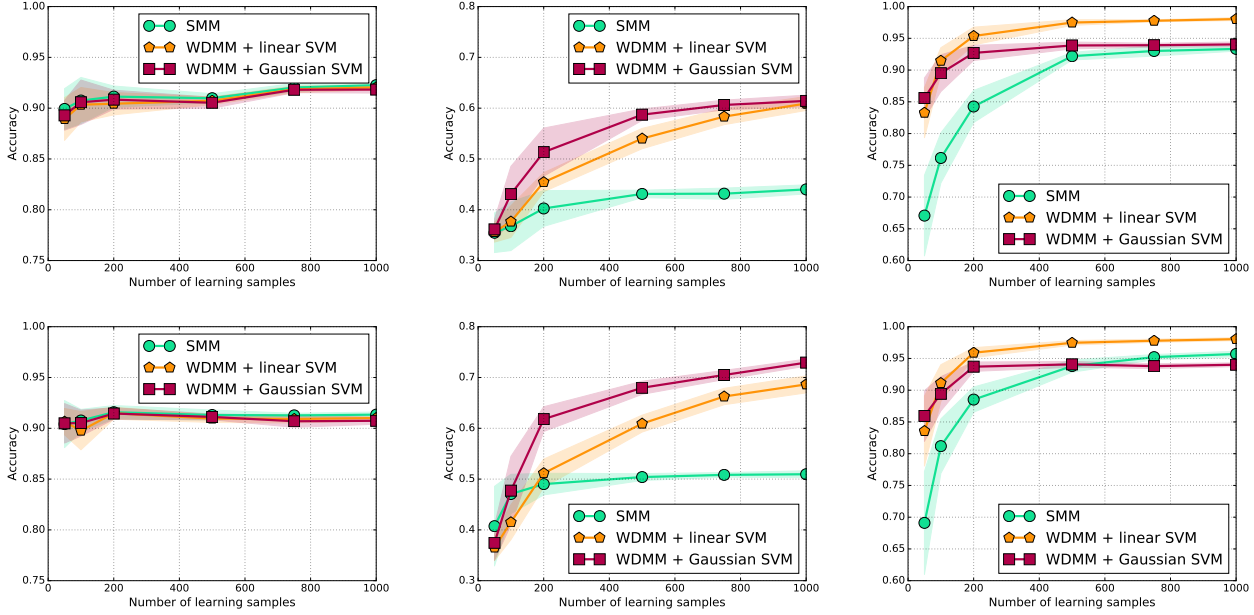 1.00
0.95
0.90
0.85
0.80
0.75
Accuracy
SMM
WDMM + linear SVM
WDMM + Gaussian SVM
0 200 400 600 800 1000
Number of learning samples
0.8
0.7
0.6
0.5
0.4
0.3
Accuracy
SMM
WDMM + linear SVM
WDMM + Gaussian SVM
0 200 400 600 800 1000
Number of learning samples
1.00
0.95
0.90
0.85
0.80
0.75
0.70
0.65
0.60
Accuracy
SMM
WDMM + linear SVM
WDMM + Gaussian SVM
0 200 400 600 800 1000
Number of learning samples
1.00
0.95
0.90
0.85
0.80
0.75
Accuracy
SMM
WDMM + linear SVM
WDMM + Gaussian SVM
0 200 400 600 800 1000
Number of learning samples
0.8
0.7
0.6
0.5
0.4
0.3
Accuracy
SMM
WDMM + linear SVM
WDMM + Gaussian SVM
0 200 400 600 800 1000
Number of learning samples
1.00
0.95
0.90
0.85
0.80
0.75
0.70
0.65
0.60
Accuracy
SMM
WDMM + linear SVM
WDMM + Gaussian SVM
0 200 400 600 800 1000
Number of learning samples